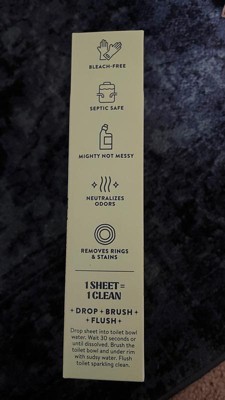 BLEACH-FREE
SEPTIC SAFE
MIGHTY NOT MESSY
NEUTRALIZES
ODORS
REMOVES RINGS
& STAINS
1 SHEET =
1 CLEAN
+ DROP + BRUSH +
+ FLUSH +
Drop sheet into toilet bowl
water. Wait 30 seconds or
until dissolved. Brush the
toilet bowl and under rim
with sudsy water. Flush
toilet sparkling clean.